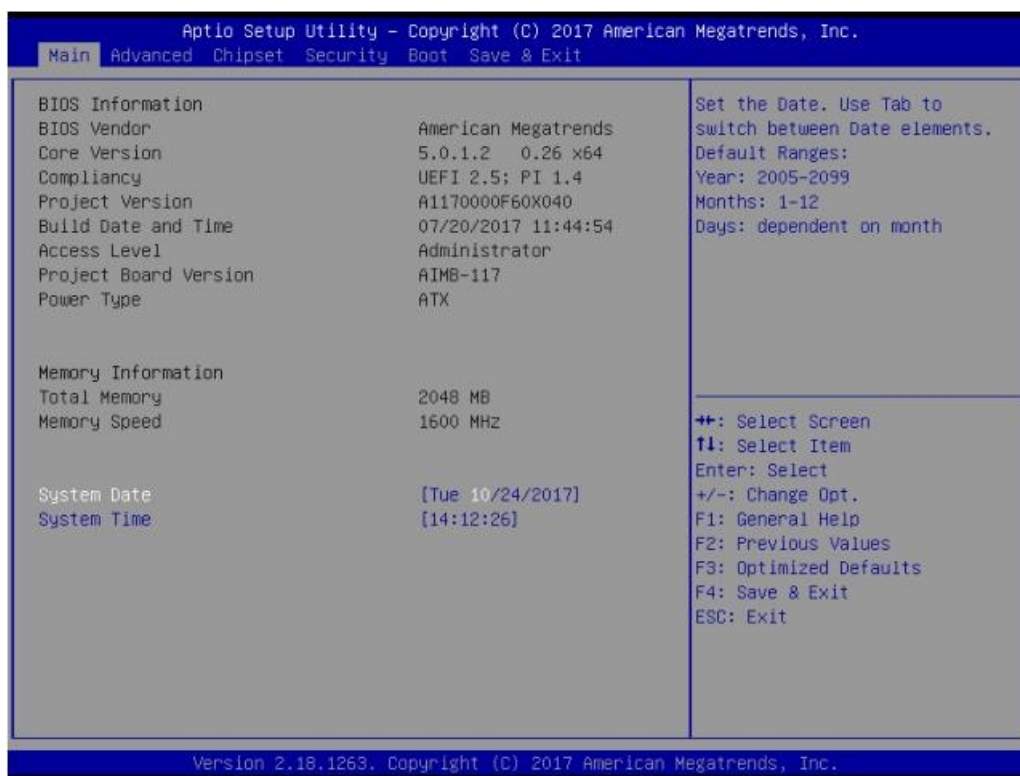 Aptio Setup Utility – Copyright (C) 2017 American Megatrends, Inc.
Main Advanced Chipset Security Boot Save & Exit
BIOS Information
BIOS Vendor American Megatrends
Core Version 5.0.1.2 0.26 x64
Compliancy UEFI 2.5; PI 1.4
Project Version A1170000F60X040
Build Date and Time 07/20/2017 11:44:54
Access Level Administrator
Project Board Version AIMB-117
Power Type ATX
Memory Information
Total Memory 2048 MB
Memory Speed 1600 MHz
System Date [Tue 10/24/2017]
System Time [14:12:26]
Set the Date. Use Tab to
switch between Date elements.
Default Ranges:
Year: 2005-2099
Months: 1-12
Days: dependent on month
→←: Select Screen
↑↓: Select Item
Enter: Select
+/-: Change Opt.
F1: General Help
F2: Previous Values
F3: Optimized Defaults
F4: Save & Exit
ESC: Exit
Version 2.18.1263. Copyright (C) 2017 American Megatrends, Inc.